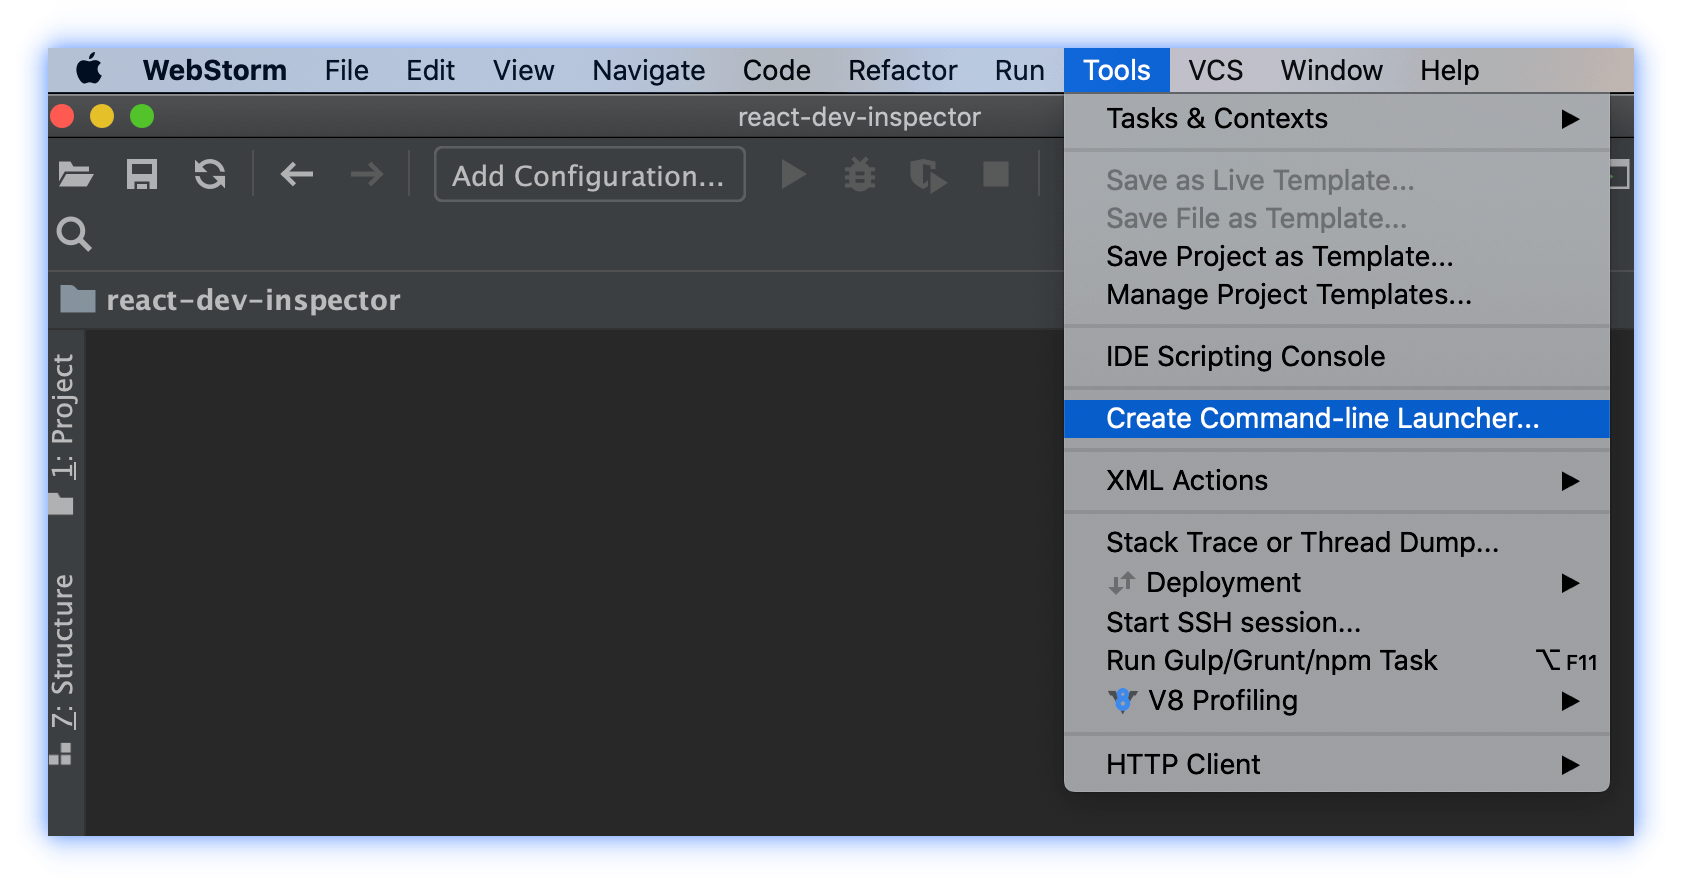 WebStorm File Edit View Navigate Code Refactor Run Tools VCS Window Help
react-dev-inspector
Add Configuration...
react-dev-inspector
1: Project
7: Structure
Tasks & Contexts
Save as Live Template...
Save File as Template...
Save Project as Template...
Manage Project Templates...
IDE Scripting Console
Create Command-line Launcher...
XML Actions
Stack Trace or Thread Dump...
Deployment
Start SSH session...
Run Gulp/Grunt/npm Task ⌥F11
V8 Profiling
HTTP Client